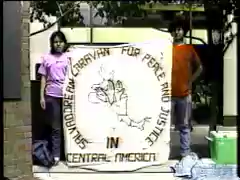 SALVADOREAN CARAVAN FOR PEACE AND JUSTICE
IN
CENTRAL AMERICA